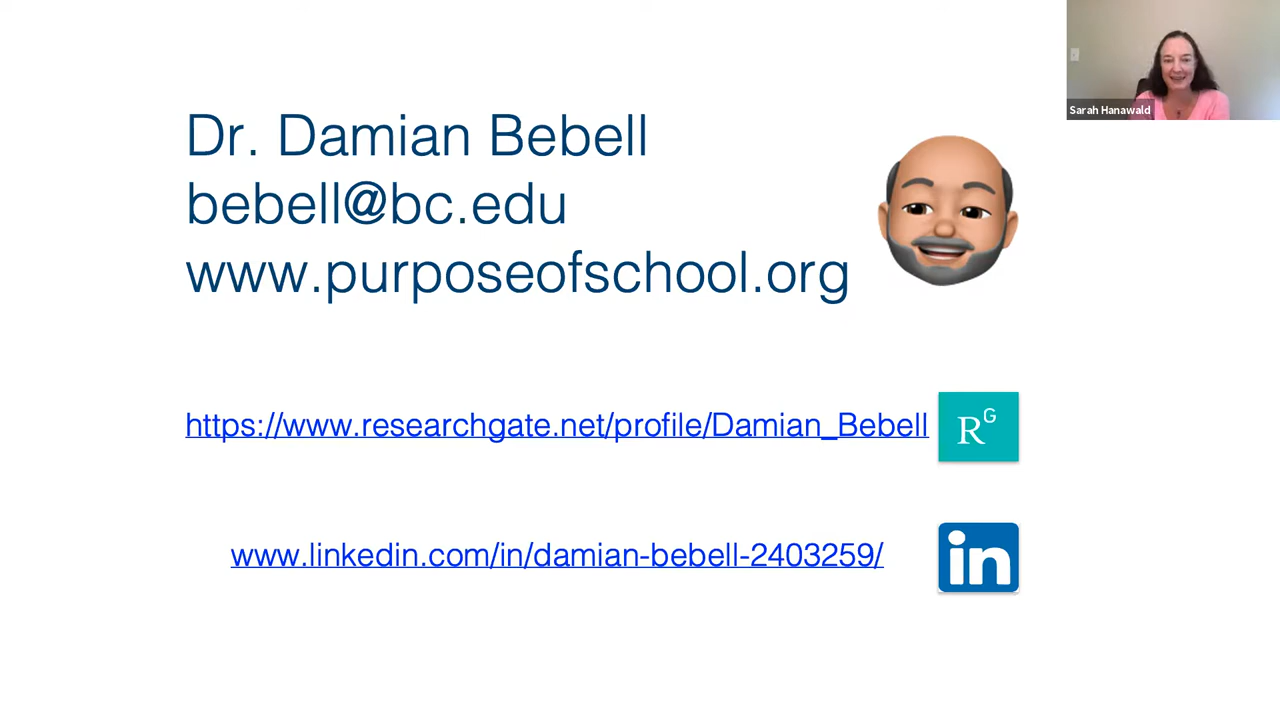 Sarah Hanawald
Dr. Damian Bebell
bebell@bc.edu
www.purposeofschool.org
https://www.researchgate.net/profile/Damian_Bebell
RG
www.linkedin.com/in/damian-bebell-2403259/
in